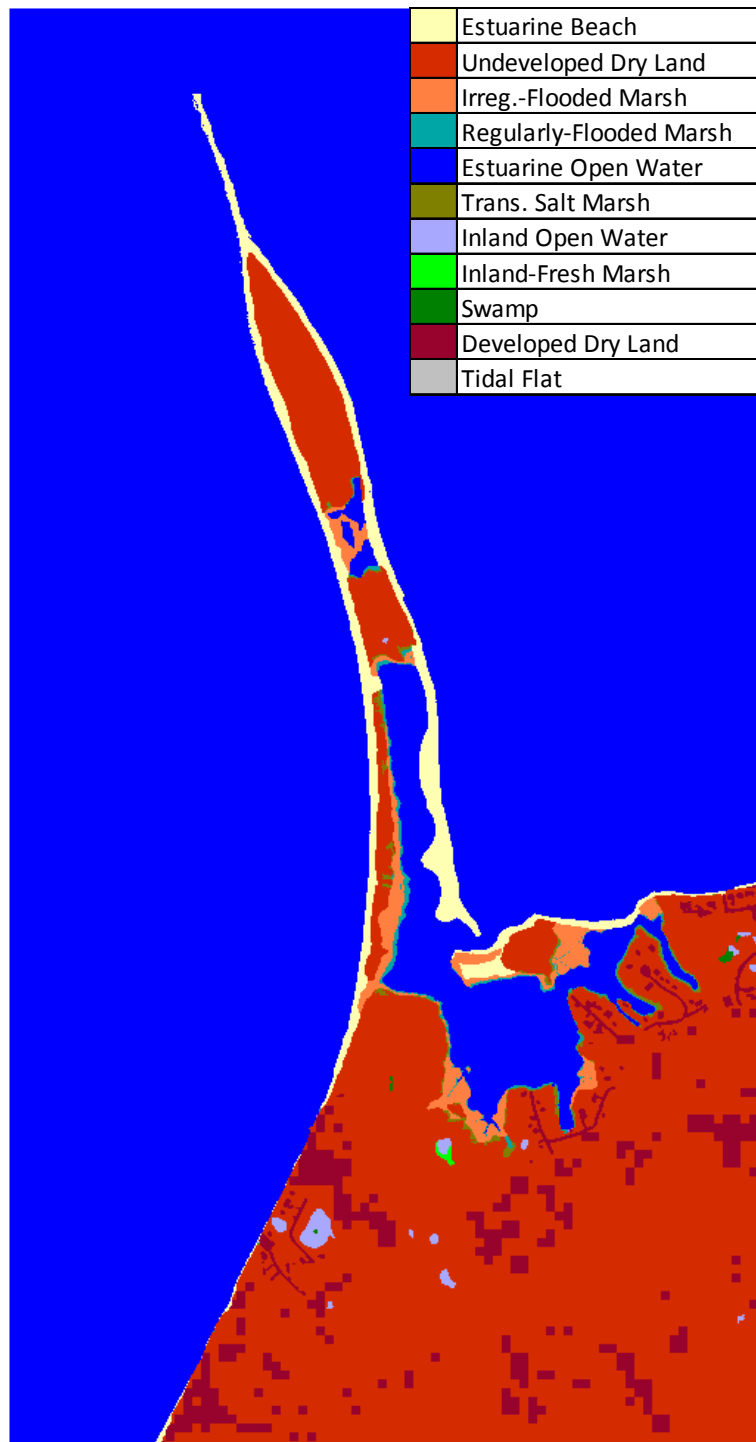 Estuarine Beach
Undeveloped Dry Land
Irreg.-Flooded Marsh
Regularly-Flooded Marsh
Estuarine Open Water
Trans. Salt Marsh
Inland Open Water
Inland-Fresh Marsh
Swamp
Developed Dry Land
Tidal Flat